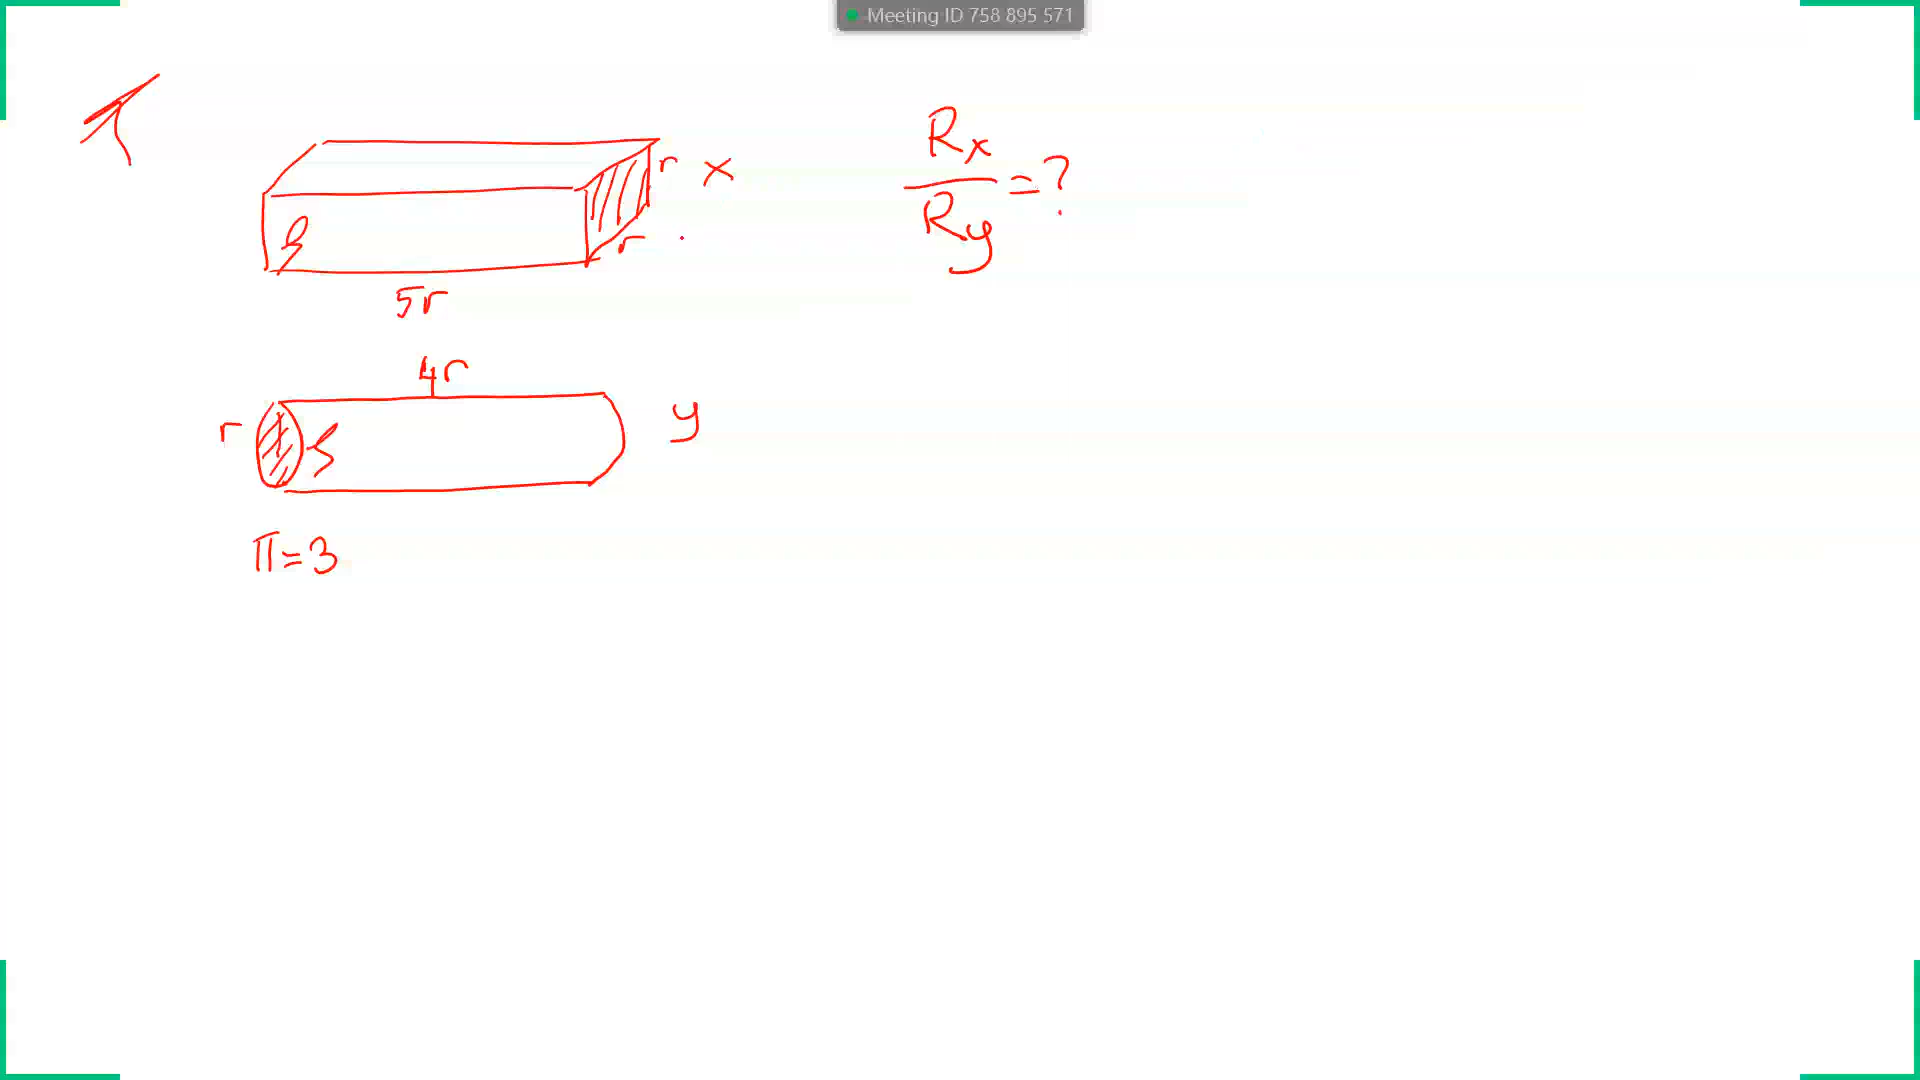 Meeting ID 758 895 571
r x
r
5r
Rx
Ry
=?
4r
r
y
π=3